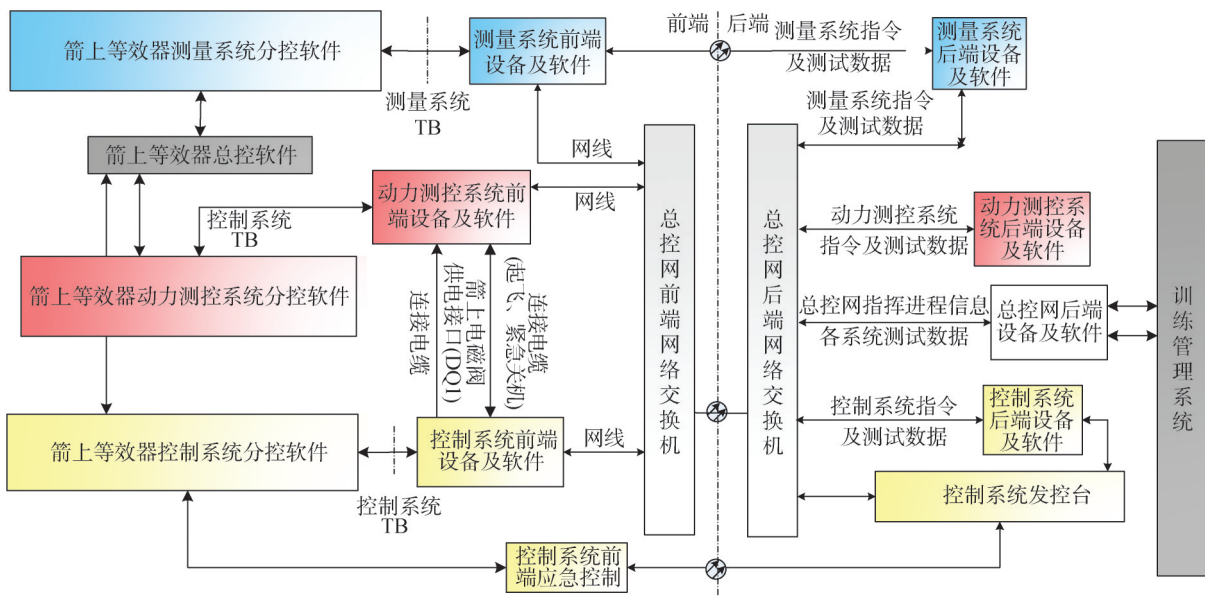 前端
后端
箭上等效器测量系统分控软件
测量系统前端
设备及软件
测量系统指令
及测试数据
测量系统
后端设备
及软件
测量系统
TB
测量系统指令
及测试数据
箭上等效器总控软件
网线
网线
控制系统
TB
动力测控系统前
端设备及软件
动力测控系统
指令及测试数据
动力测控系
统后端设备
及软件
箭上等效器动力测控系统分控软件
连接电缆
箭上电磁阀
供电接口(DQ1)
连接电缆
(起飞、紧急关机)
总控网前端网络交换机
总控网后端网络交换机
总控网指挥进程信息
各系统测试数据
总控网后端
设备及软件
训练管理系统
箭上等效器控制系统分控软件
控制系统
TB
控制系统前端
设备及软件
网线
控制系统指令
及测试数据
控制系统
后端设备
及软件
控制系统发控台
控制系统前
端应急控制